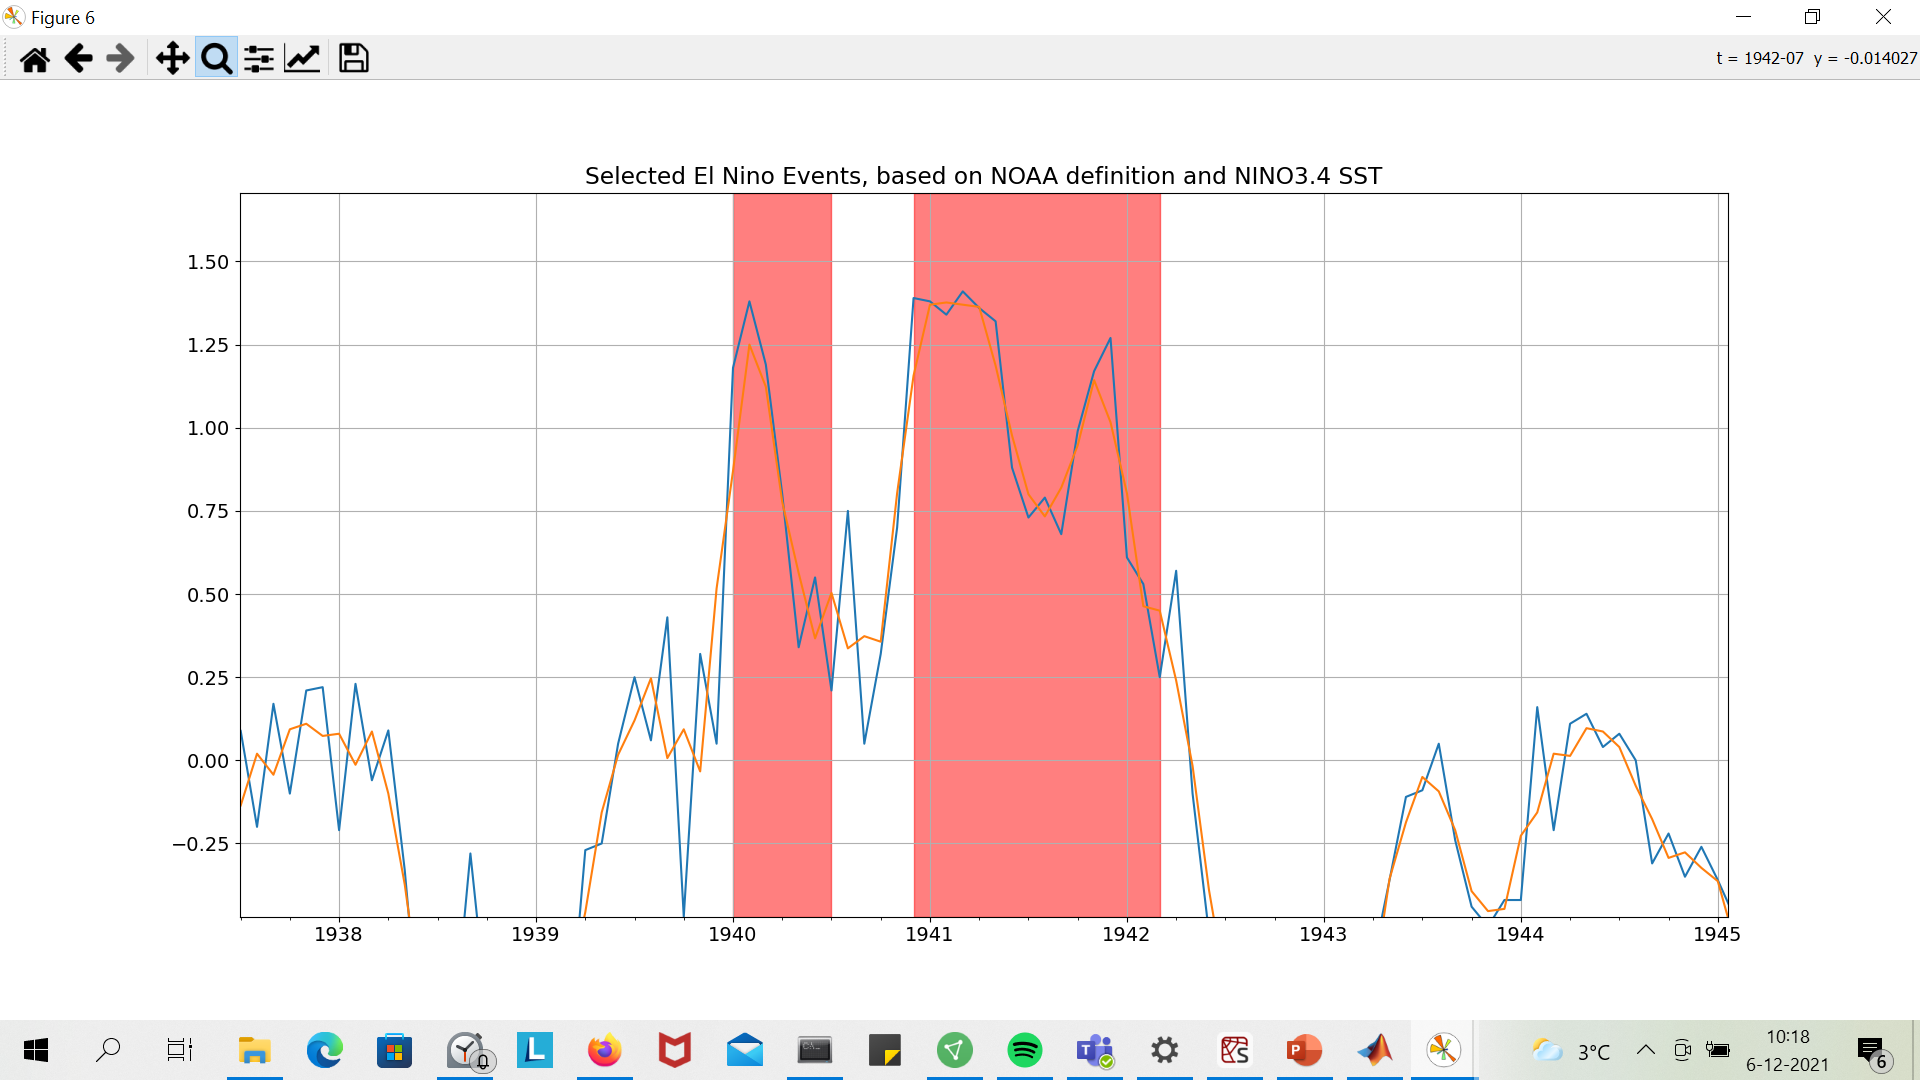 Figure 6
t = 1942-07 y = -0.014027
Selected El Nino Events, based on NOAA definition and NINO3.4 SST
1.50
1.25
1.00
0.75
0.50
0.25
0.00
−0.25
1938 1939 1940 1941 1942 1943 1944 1945
L
C:\_
T
S
P
3°C
10:18
6-12-2021
6